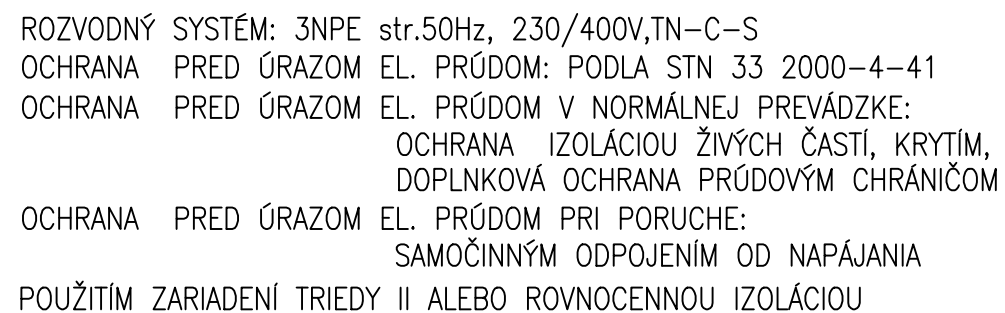 ROZVODNÝ SYSTÉM: 3NPE str.50Hz, 230/400V,TN-C-S
OCHRANA PRED ÚRAZOM EL. PRÚDOM: PODLA STN 33 2000-4-41
OCHRANA PRED ÚRAZOM EL. PRÚDOM V NORMÁLNEJ PREVÁDZKE:
OCHRANA IZOLÁCIOU ŽIVÝCH ČASTÍ, KRYTÍM,
DOPLNKOVÁ OCHRANA PRÚDOVÝM CHRÁNIČOM
OCHRANA PRED ÚRAZOM EL. PRÚDOM PRI PORUCHE:
SAMOČINNÝM ODPOJENÍM OD NAPÁJANIA
POUŽITÍM ZARIADENÍ TRIEDY II ALEBO ROVNOCENNOU IZOLÁCIOU